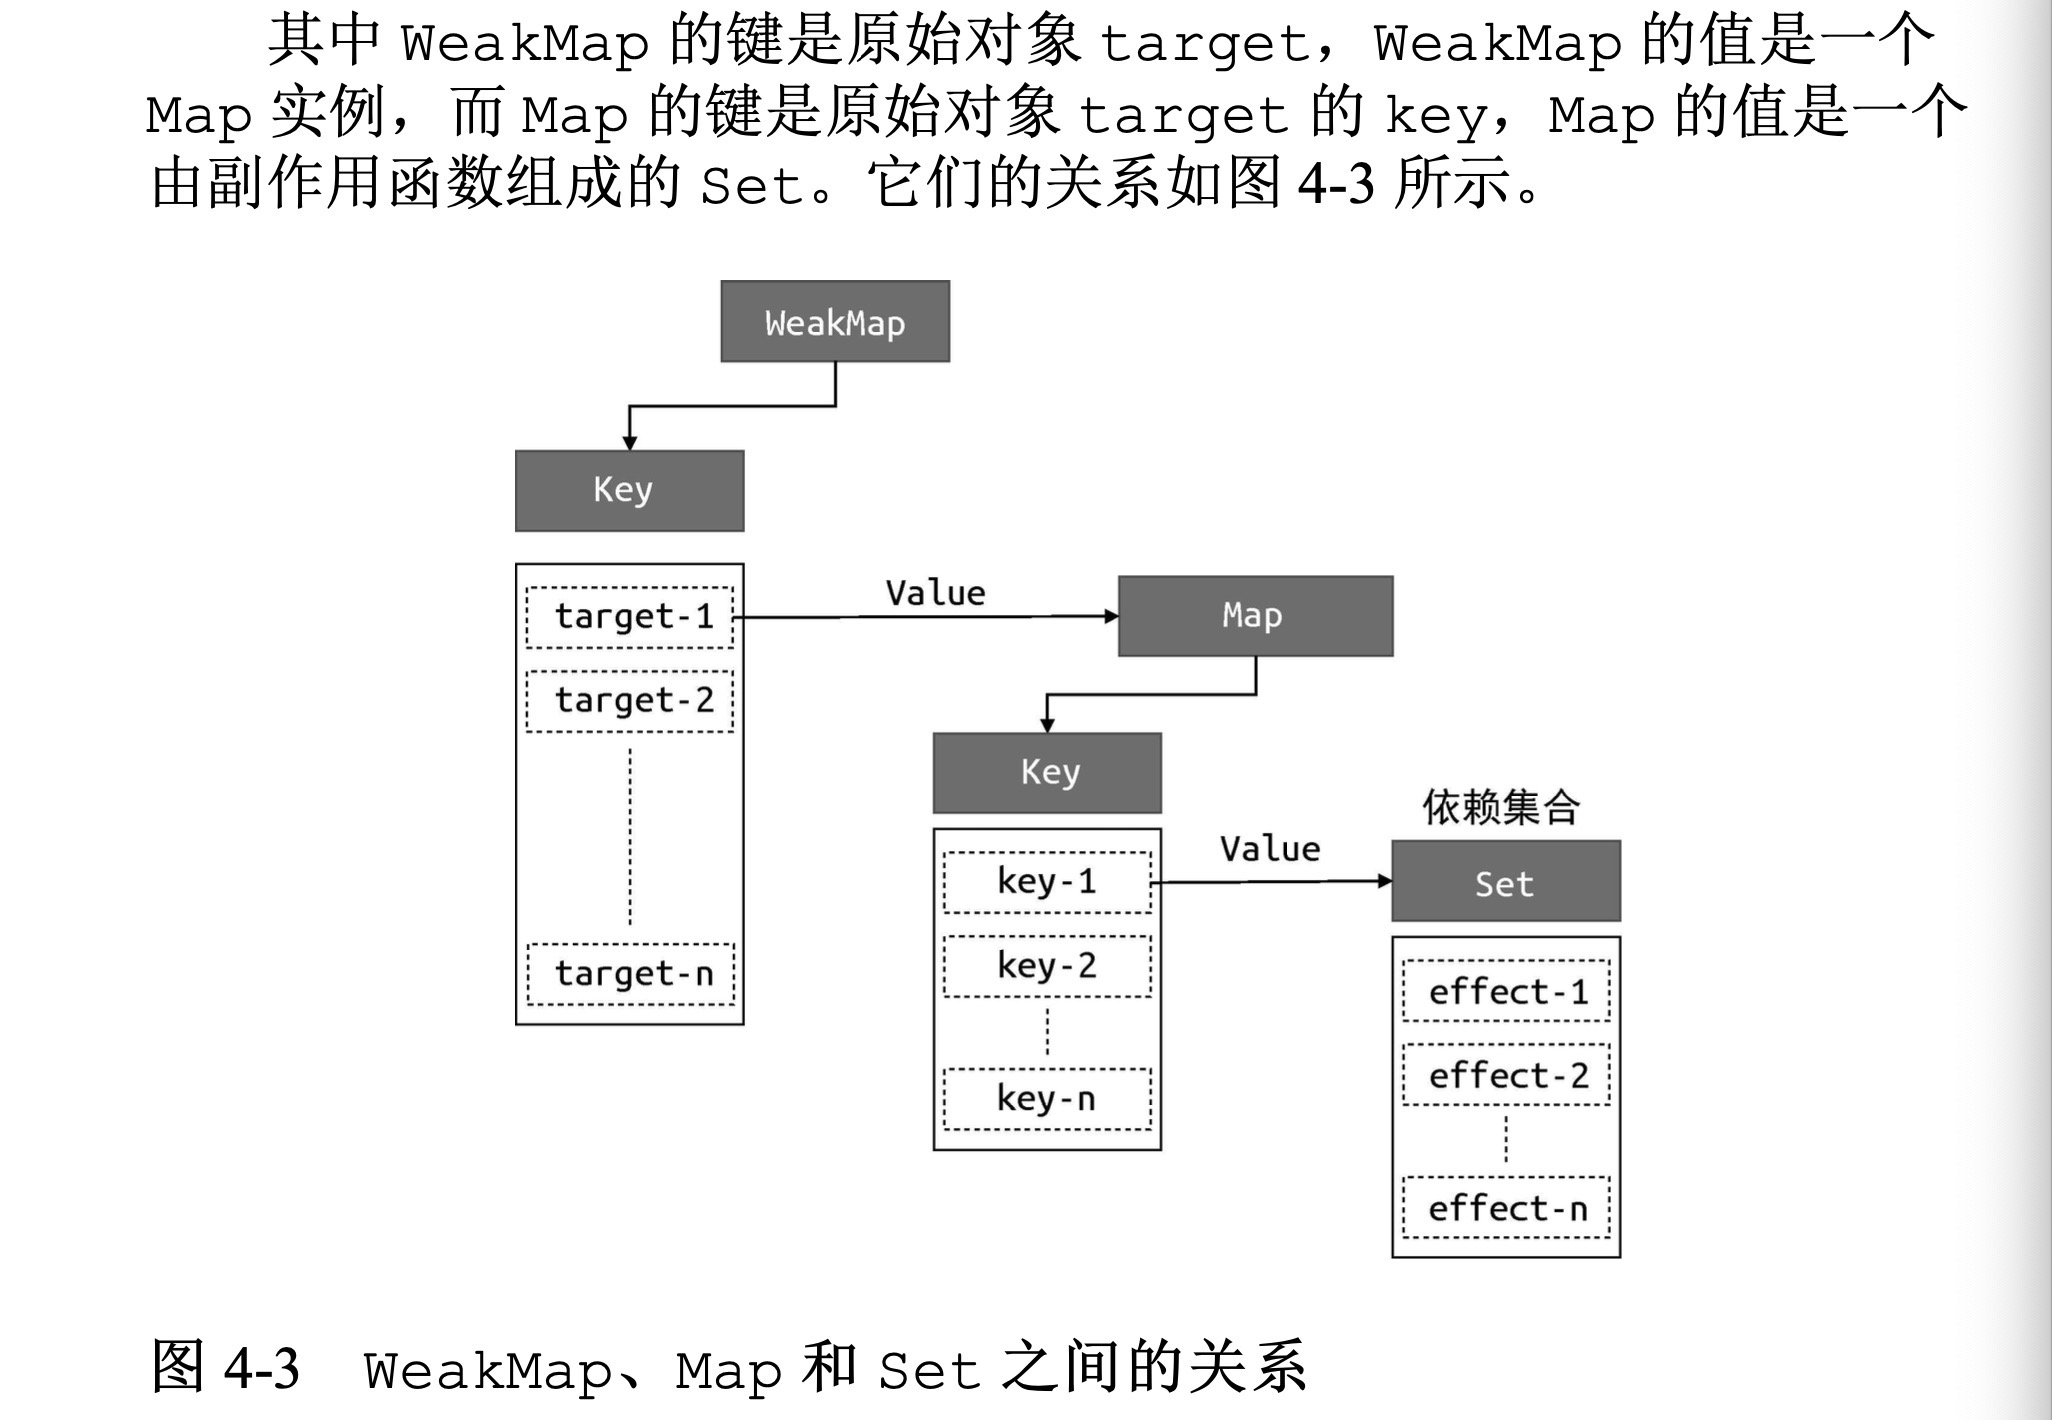 其中 WeakMap 的键是原始对象 target，WeakMap 的值是一个
Map 实例，而 Map 的键是原始对象 target 的 key，Map 的值是一个
由副作用函数组成的 Set。它们的关系如图 4-3 所示。
WeakMap
Key
target-1
target-2
target-n
Value
Map
Key
key-1
key-2
key-n
Value
依赖集合
Set
effect-1
effect-2
effect-n
图 4-3 WeakMap、Map 和 Set 之间的关系